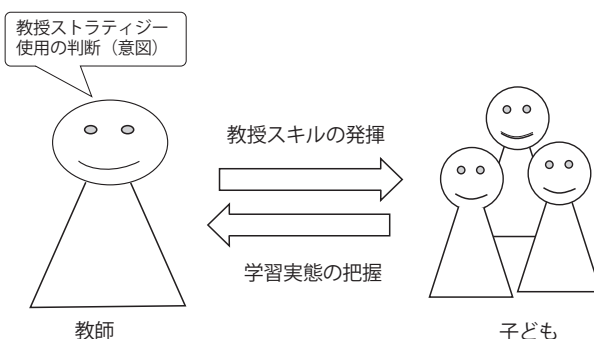 教授ストラティジー
使用の判断（意図）
教授スキルの発揮
学習実態の把握
教師
子ども